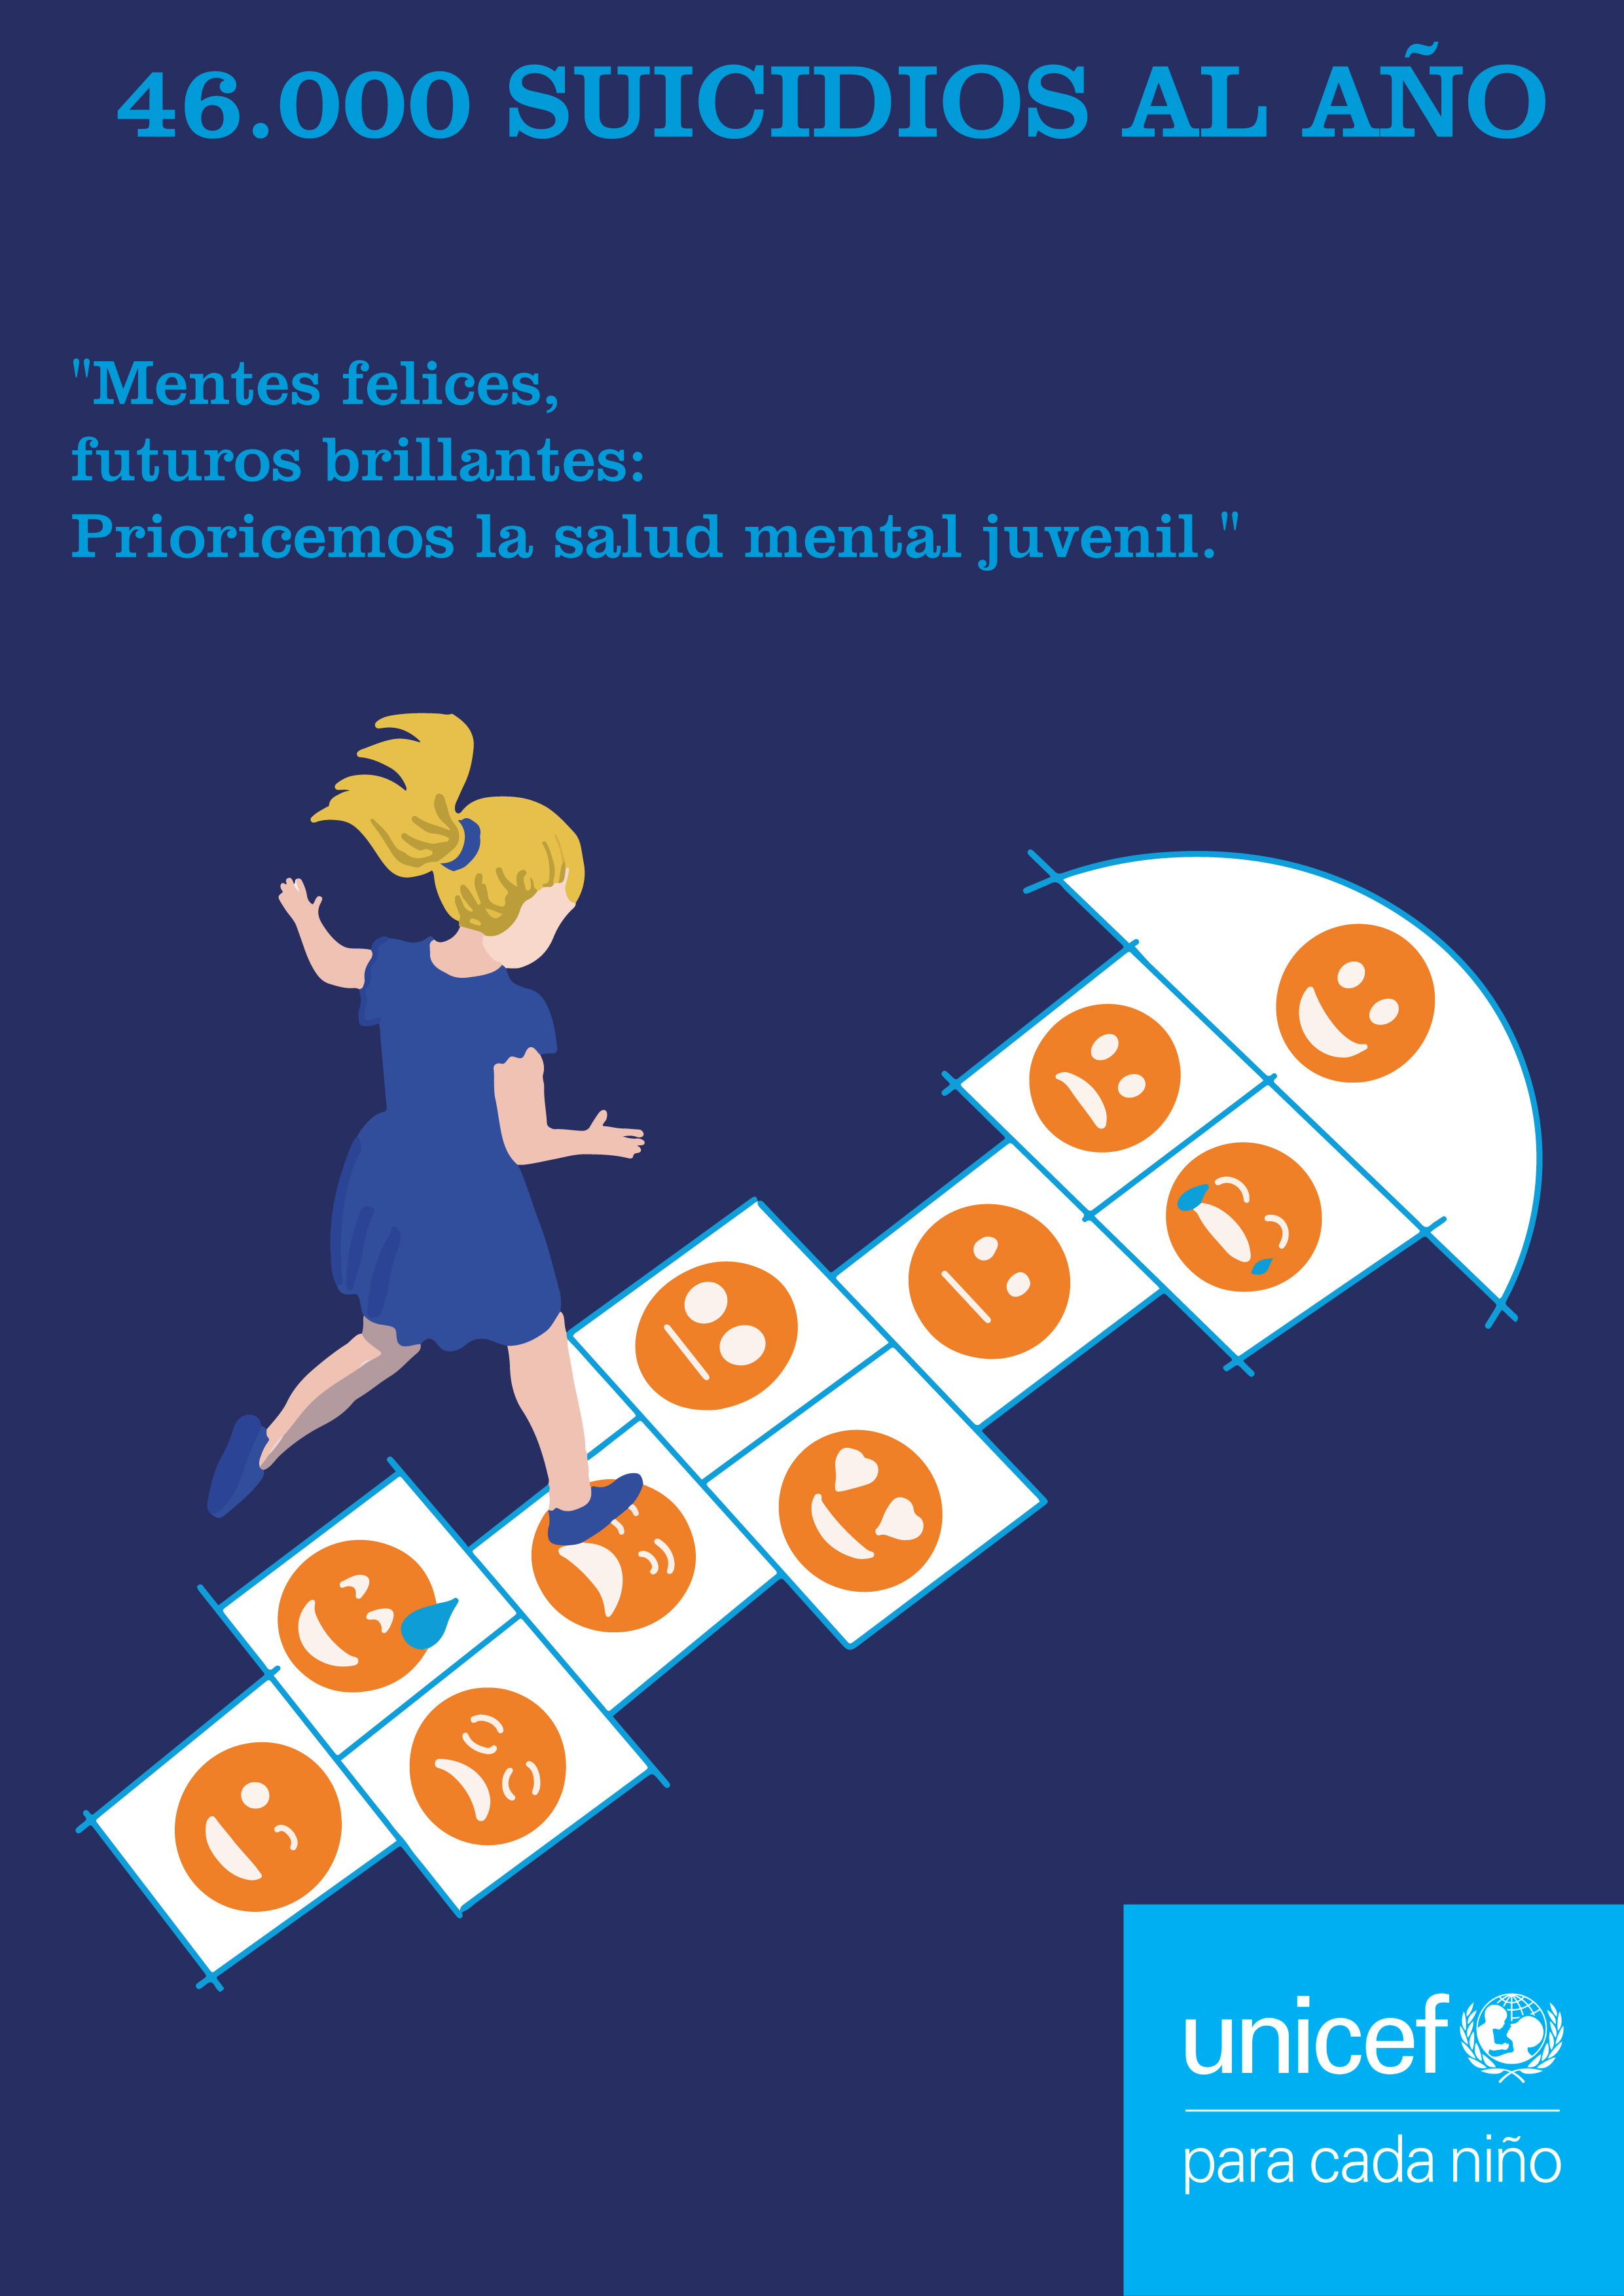 46.000 SUICIDIOS AL AÑO
"Mentes felices,
futuros brillantes:
Prioricemos la salud mental juvenil."
unicef
para cada niño